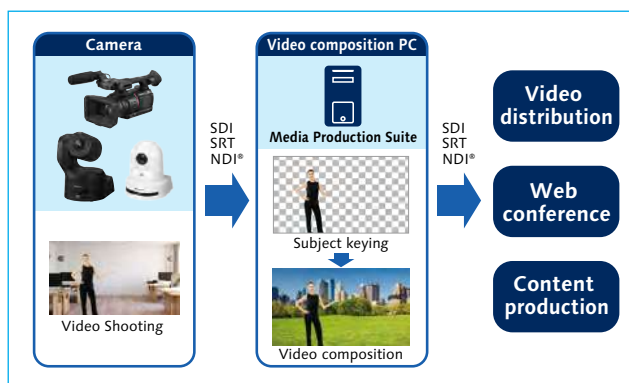 Camera
Video Shooting
SDI
SRT
NDI®
Video composition PC
Media Production Suite
Subject keying
Video composition
SDI
SRT
NDI®
Video
distribution
Web
conference
Content
production